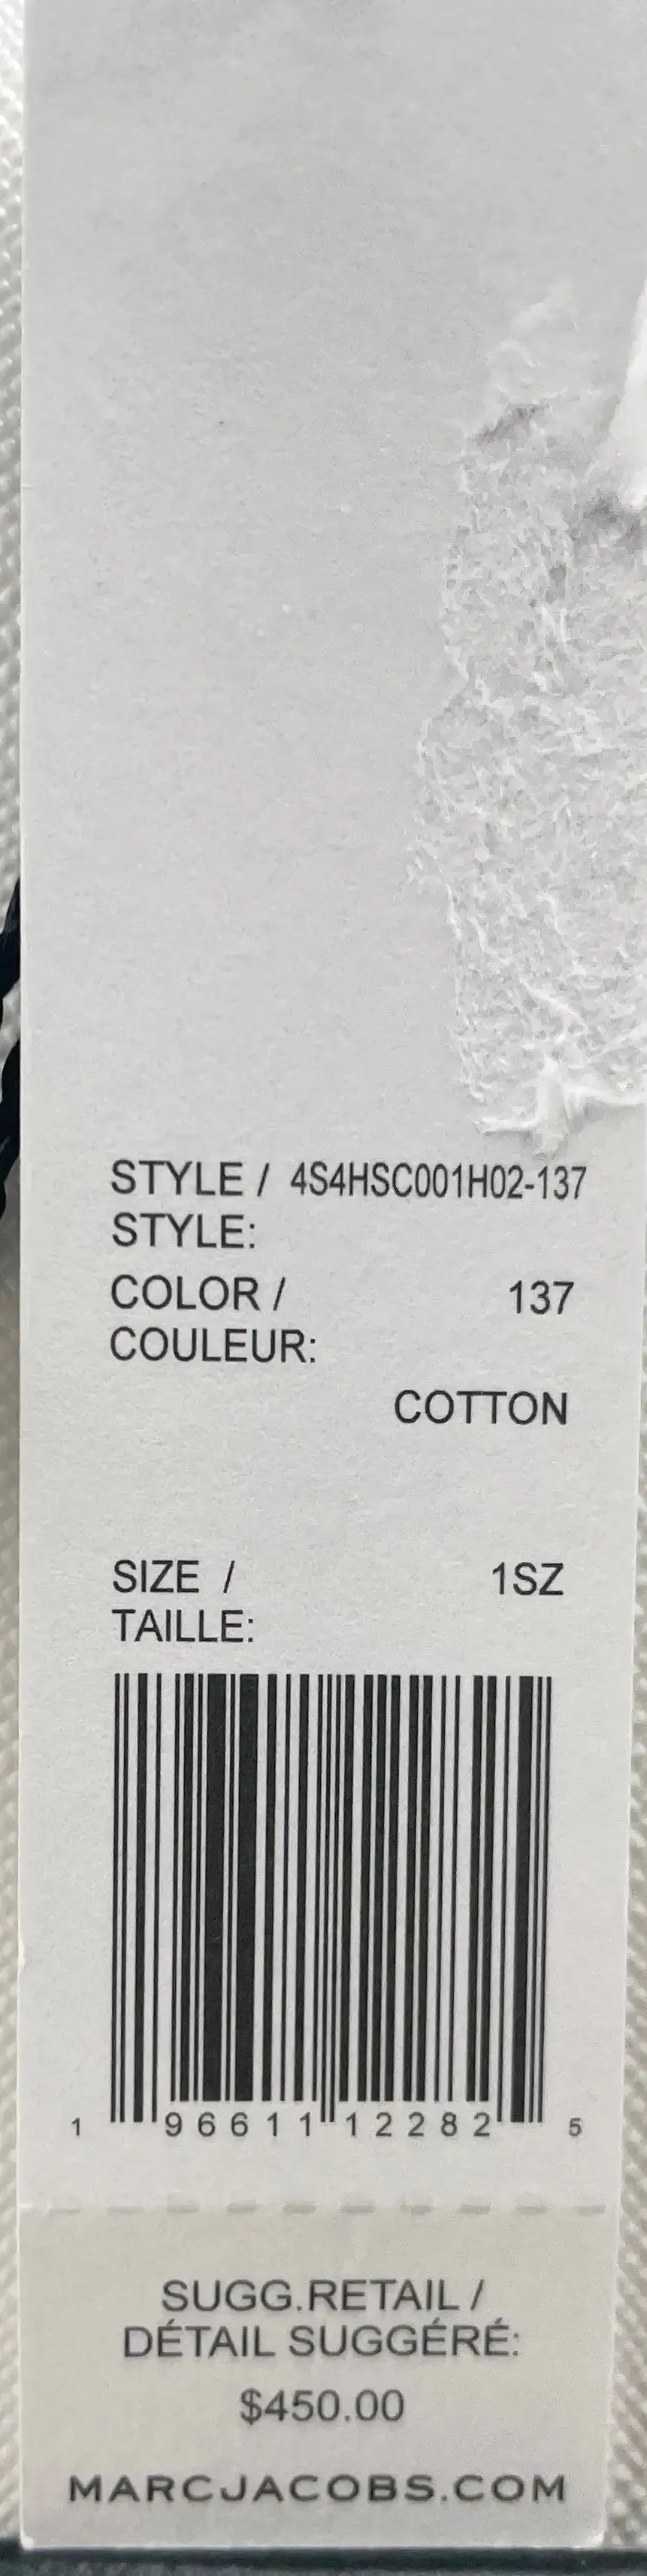 STYLE / 4S4HSC001H02-137
STYLE:
COLOR / 137
COULEUR:
COTTON
SIZE / 1SZ
TAILLE:
1 96611 12282 5
SUGG.RETAIL /
DÉTAIL SUGGÉRÉ:
$450.00
MARCJACOBS.COM